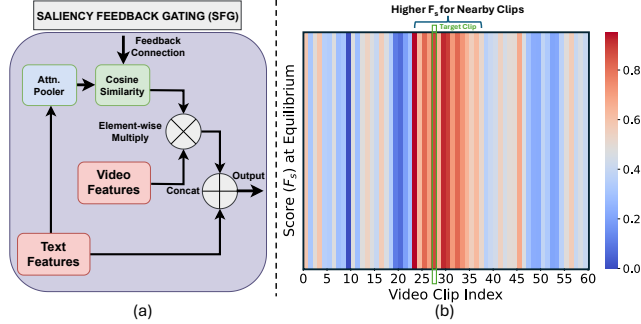 SALIENCY FEEDBACK GATING (SFG)
Feedback
Connection
Attn.
Pooler
Cosine
Similarity
Element-wise
Multiply
Video
Features
Concat
Output
Text
Features
(a)
Higher F_s for Nearby Clips
Target Clip
Score (F_s) at Equilibrium
0 5 10 15 20 25 30 35 40 45 50 55 60
Video Clip Index
0.8
0.6
0.4
0.2
0.0
(b)